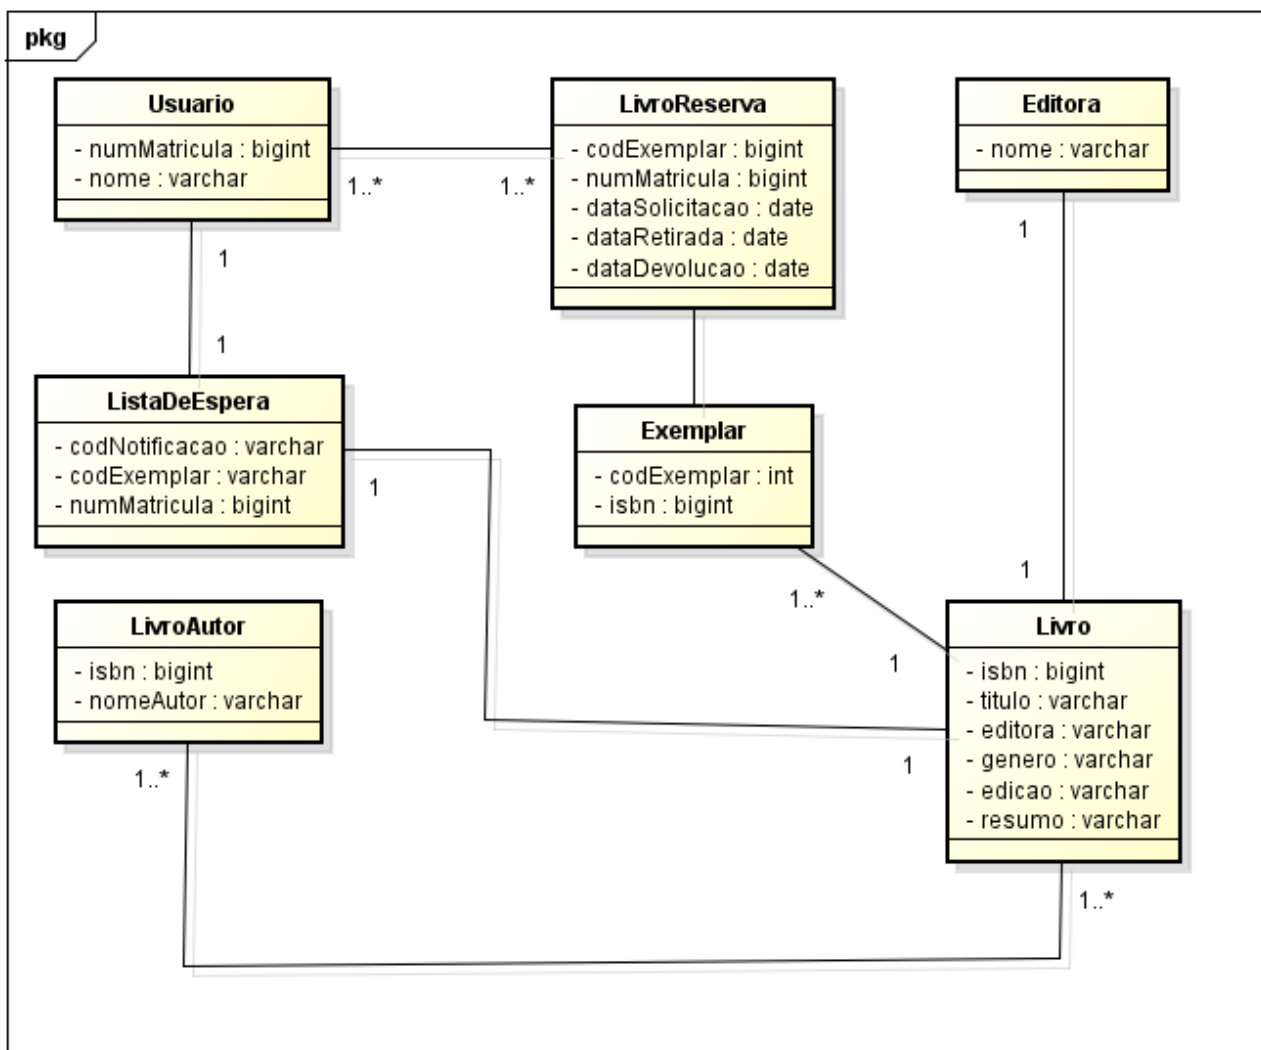 pkg
Usuario
- numMatricula : bigint
- nome : varchar
1..*
1..*
LivroReserva
- codExemplar : bigint
- numMatricula : bigint
- dataSolicitacao : date
- dataRetirada : date
- dataDevolucao : date
Editora
- nome : varchar
1
1
1
1
ListaDeEspera
- codNotificacao : varchar
- codExemplar : varchar
- numMatricula : bigint
1
Exemplar
- codExemplar : int
- isbn : bigint
1..*
1
LivroAutor
- isbn : bigint
- nomeAutor : varchar
1..*
Livro
- isbn : bigint
- titulo : varchar
- editora : varchar
- genero : varchar
- edicao : varchar
- resumo : varchar
1
1..*